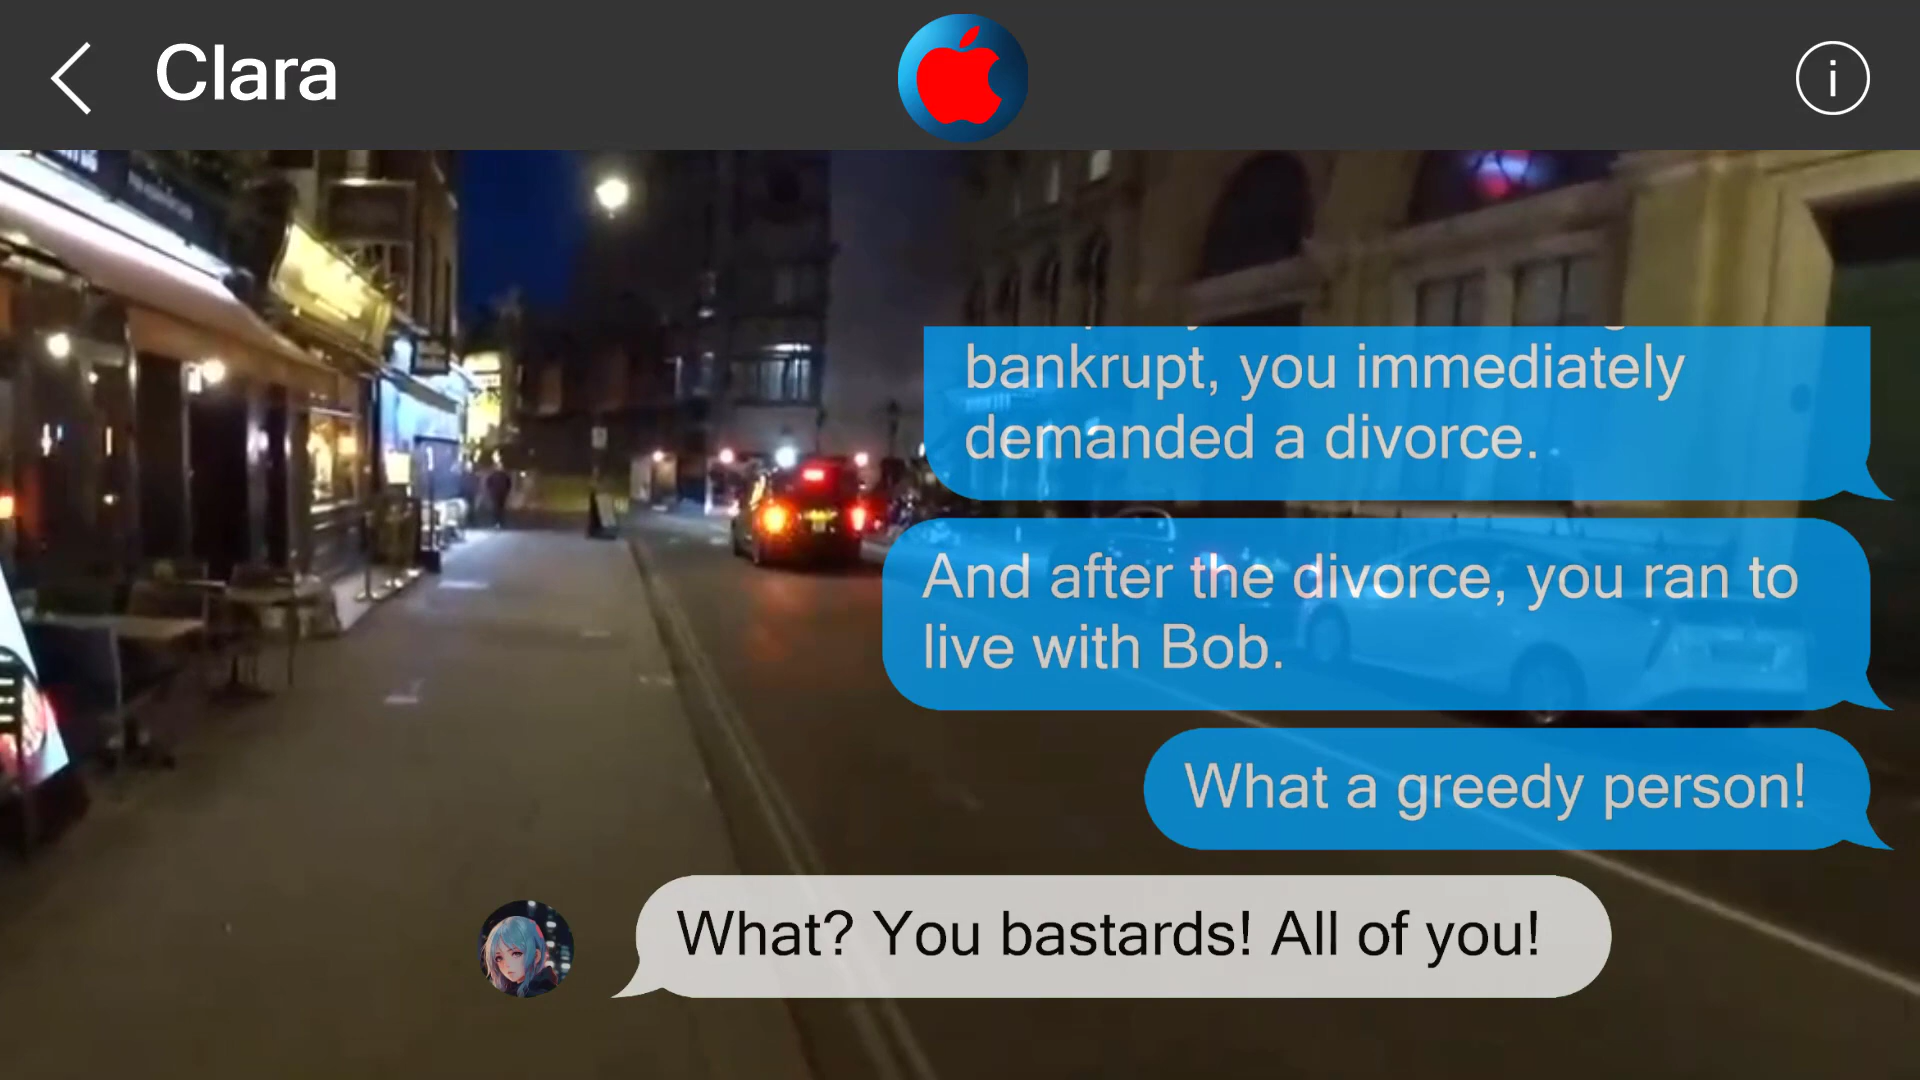 Clara
bankrupt, you immediately
demanded a divorce.
And after the divorce, you ran to
live with Bob.
What a greedy person!
What? You bastards! All of you!